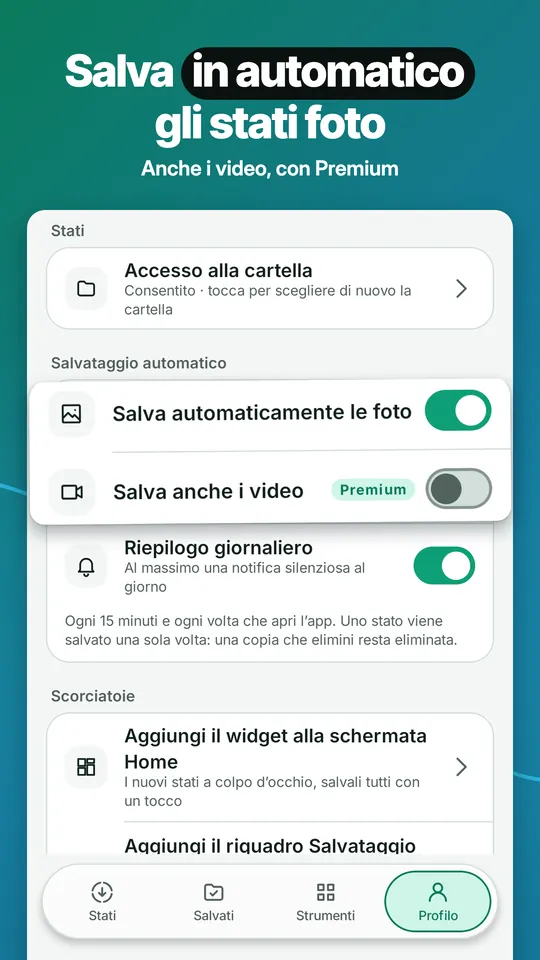 Salva in automatico
gli stati foto
Anche i video, con Premium
Stati
Accesso alla cartella
Consentito · tocca per scegliere di nuovo la
cartella
Salvataggio automatico
Salva automaticamente le foto
Salva anche i video
Premium
Riepilogo giornaliero
Al massimo una notifica silenziosa al
giorno
Ogni 15 minuti e ogni volta che apri l’app. Uno stato viene
salvato una sola volta: una copia che elimini resta eliminata.
Scorciatoie
Aggiungi il widget alla schermata
Home
I nuovi stati a colpo d’occhio, salvali tutti con
un tocco
Aggiungi il riquadro Salvataggio
Stati
Salvati
Strumenti
Profilo